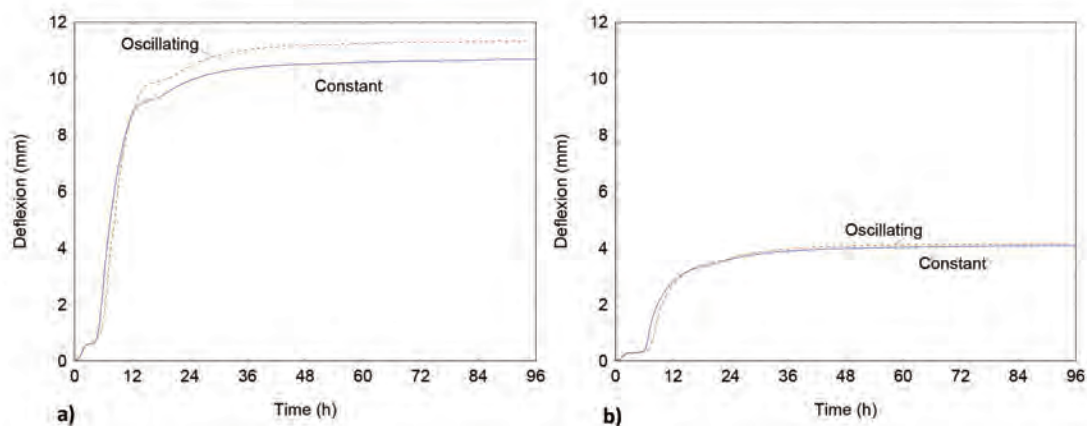 12
10
8
6
4
2
0
Deflexion (mm)
Oscillating
Constant
0 12 24 36 48 60 72 84 96
Time (h)
a)
12
10
8
6
4
2
0
Deflexion (mm)
Oscillating
Constant
0 12 24 36 48 60 72 84 96
Time (h)
b)